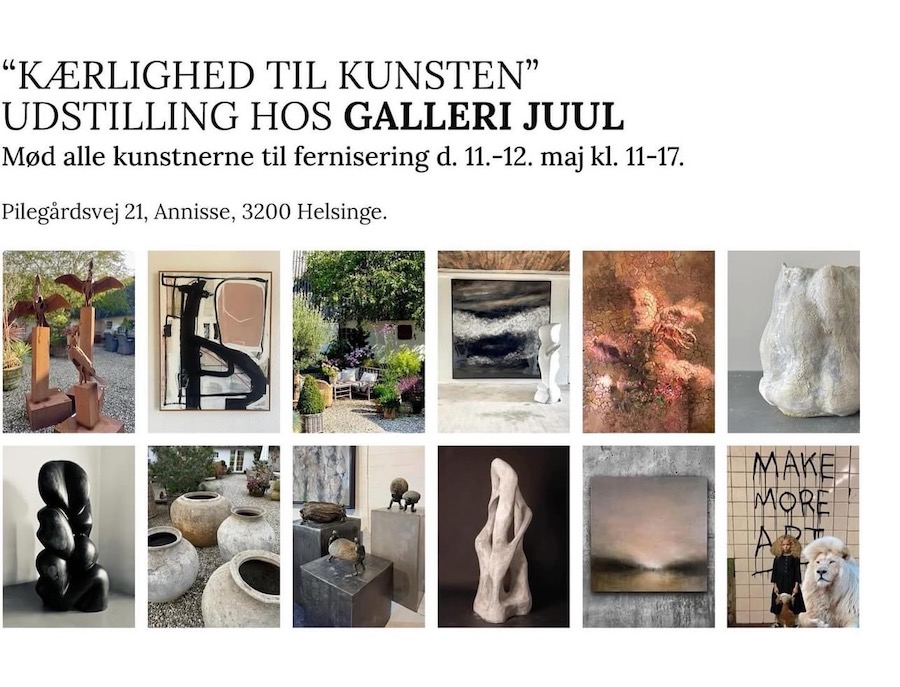 “KÆRLIGHED TIL KUNSTEN”
UDSTILLING HOS GALLERI JUUL
Mød alle kunstnerne til fernisering d. 11.-12. maj kl. 11-17.
Pilegårdsvej 21, Annisse, 3200 Helsinge.
MAKE
MORE
ART